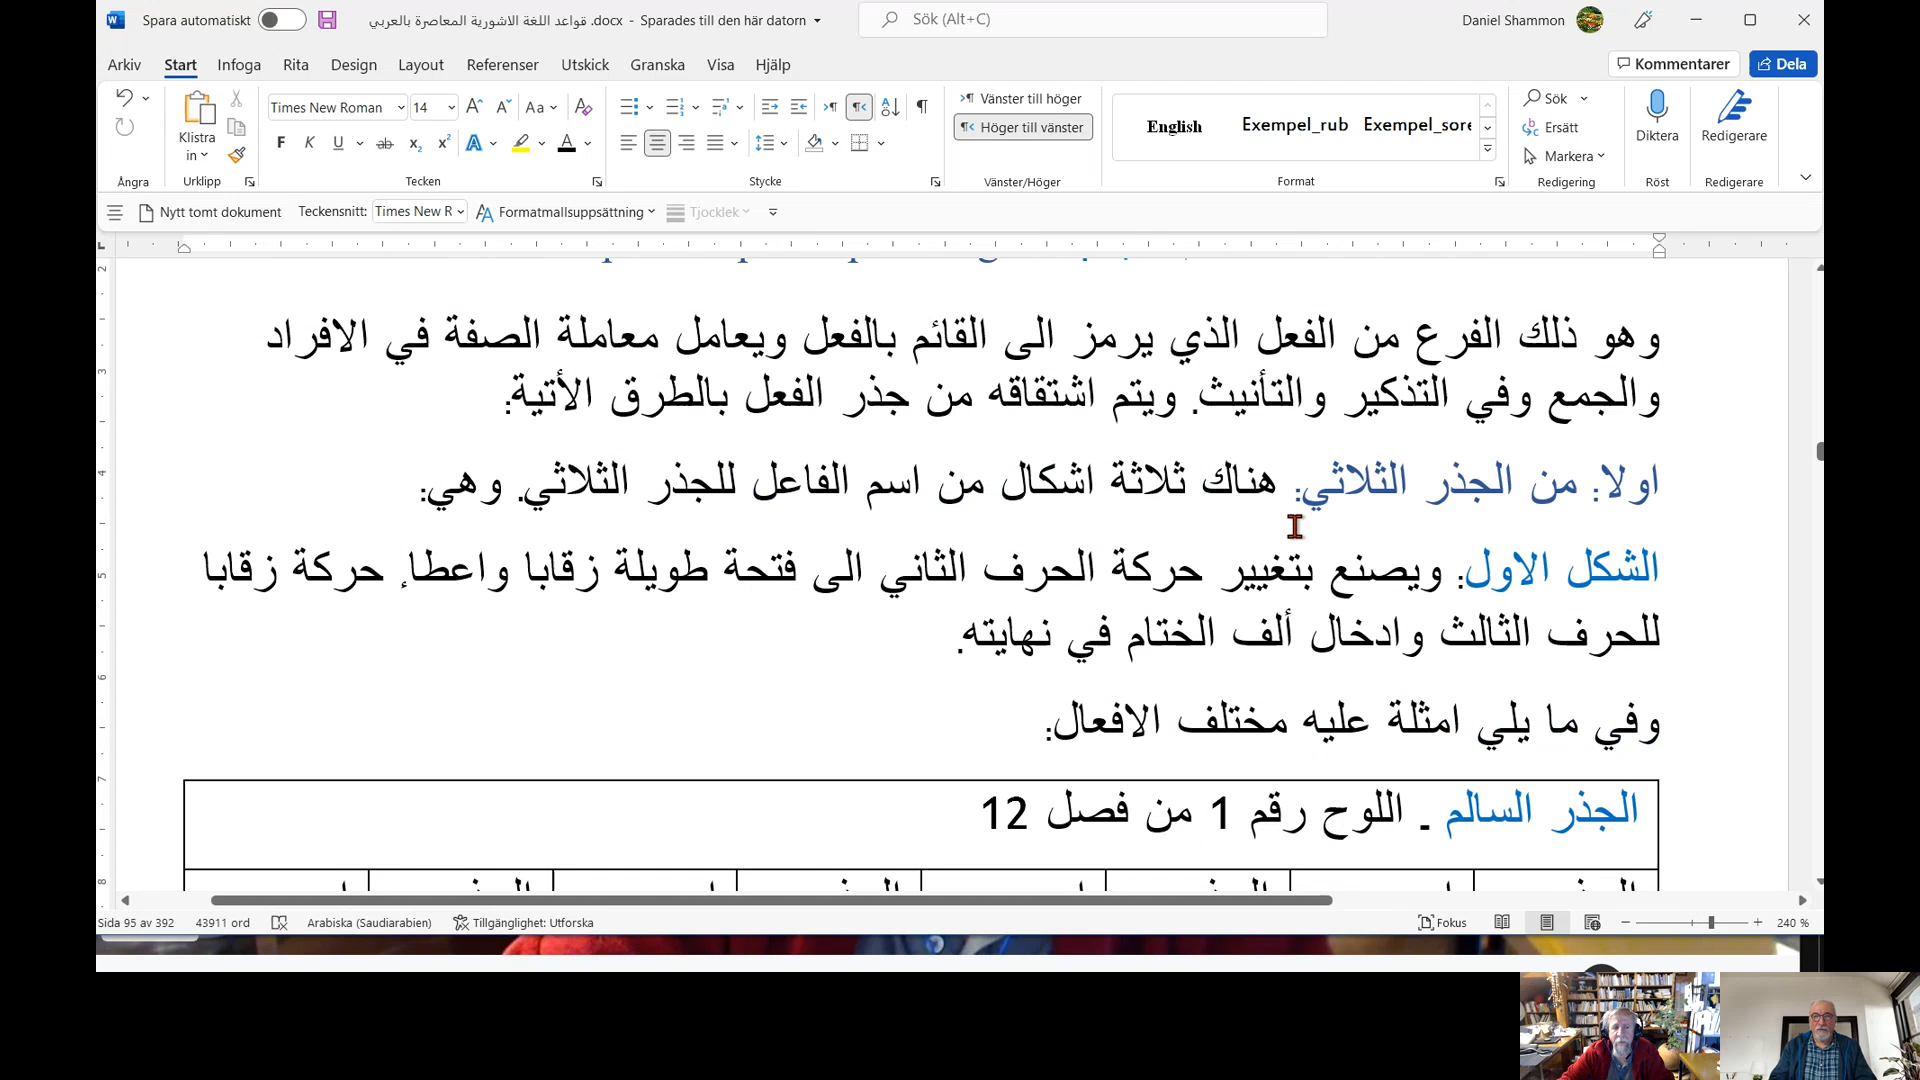 Spara automatiskt
قواعد اللغة الاشورية المعاصرة بالعربي .docx - Sparades till den här datorn
Sök (Alt+C)
Daniel Shammon
Arkiv Start Infoga Rita Design Layout Referenser Utskick Granska Visa Hjälp
Kommentarer Dela
Klistra in
Times New Roman 14
F K U ab x₂ x² A A
Vänster till höger
Höger till vänster
English Exempel_rub Exempel_sore
Sök
Ersätt
Markera
Diktera
Redigerare
Ångra Urklipp Tecken Stycke Vänster/Höger Format Redigering Röst Redigerare
Nytt tomt dokument Teckensnitt: Times New R Formatmallsuppsättning Tjocklek
وهو ذلك الفرع من الفعل الذي يرمز الى القائم بالفعل ويعامل معاملة الصفة في الافراد
والجمع وفي التذكير والتأنيث. ويتم اشتقاقه من جذر الفعل بالطرق الأتية:
اولا: من الجذر الثلاثي: هناك ثلاثة اشكال من اسم الفاعل للجذر الثلاثي. وهي:
الشكل الاول: ويصنع بتغيير حركة الحرف الثاني الى فتحة طويلة زقابا واعطاء حركة زقابا
للحرف الثالث وادخال ألف الختام في نهايته.
وفي ما يلي امثلة عليه مختلف الافعال:
الجذر السالم ـ اللوح رقم 1 من فصل 12
Sida 95 av 392 43911 ord Arabiska (Saudiarabien) Tillgänglighet: Utforska Fokus 240 %